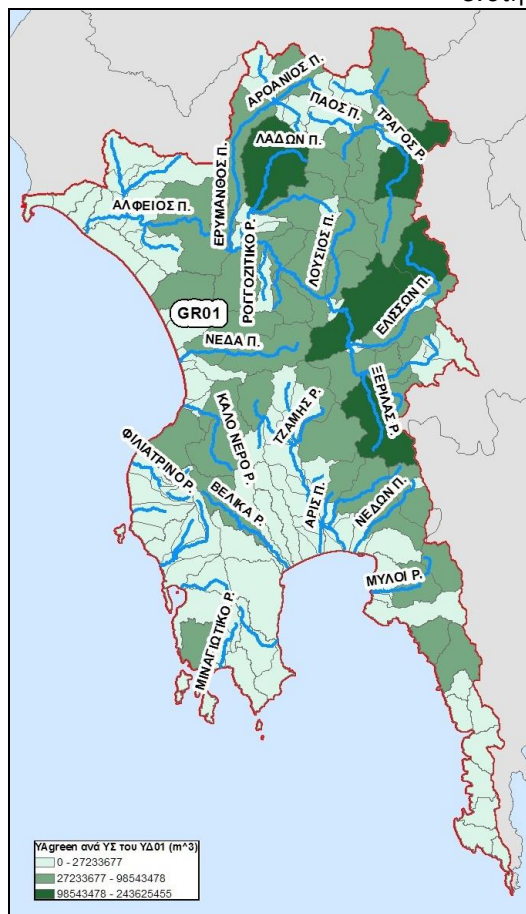 ΑΡΟΑΝΙΟΣ Π.
ΠΑΟΣ Π.
ΤΡΑΓΟΣ Ρ.
ΛΑΔΩΝ Π.
ΕΡΥΜΑΝΘΟΣ Π.
ΑΛΦΕΙΟΣ Π.
ΡΟΓΓΟΖΙΤΙΚΟ Ρ.
ΛΟΥΣΙΟΣ Π.
ΕΛΙΣΣΩΝ Π.
GR01
ΝΕΔΑ Π.
ΞΕΡΙΛΑΣ Ρ.
ΤΖΑΜΗΣ Ρ.
ΚΑΛΟ ΝΕΡΟ Ρ.
ΦΙΛΙΑΤΡΙΝΟ Ρ.
ΒΕΛΙΚΑ Ρ.
ΑΡΙΣ Π.
ΝΕΔΩΝ Π.
ΜΥΛΟΙ Ρ.
ΜΙΝΑΓΙΩΤΙΚΟ Ρ.
YAgreen ανά ΥΣ του ΥΔ01 (m^3)
0 - 27233677
27233677 - 98543478
98543478 - 243625455